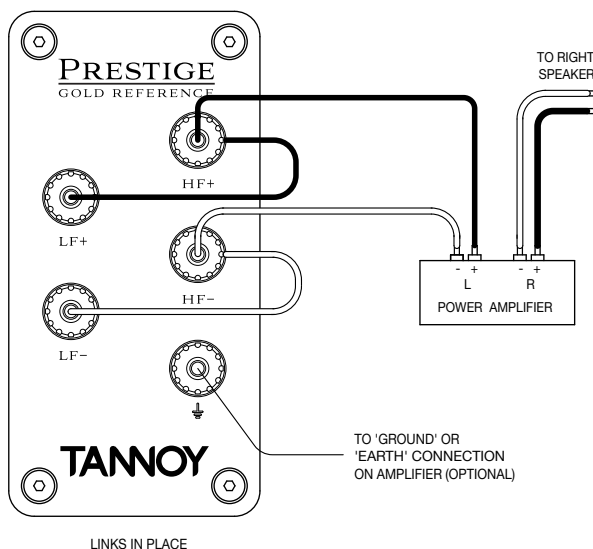 PRESTIGE
GOLD REFERENCE
HF+
LF+
HF-
LF-
TANNOY
TO RIGHT
SPEAKER
- + - +
L R
POWER AMPLIFIER
TO 'GROUND' OR
'EARTH' CONNECTION
ON AMPLIFIER (OPTIONAL)
LINKS IN PLACE